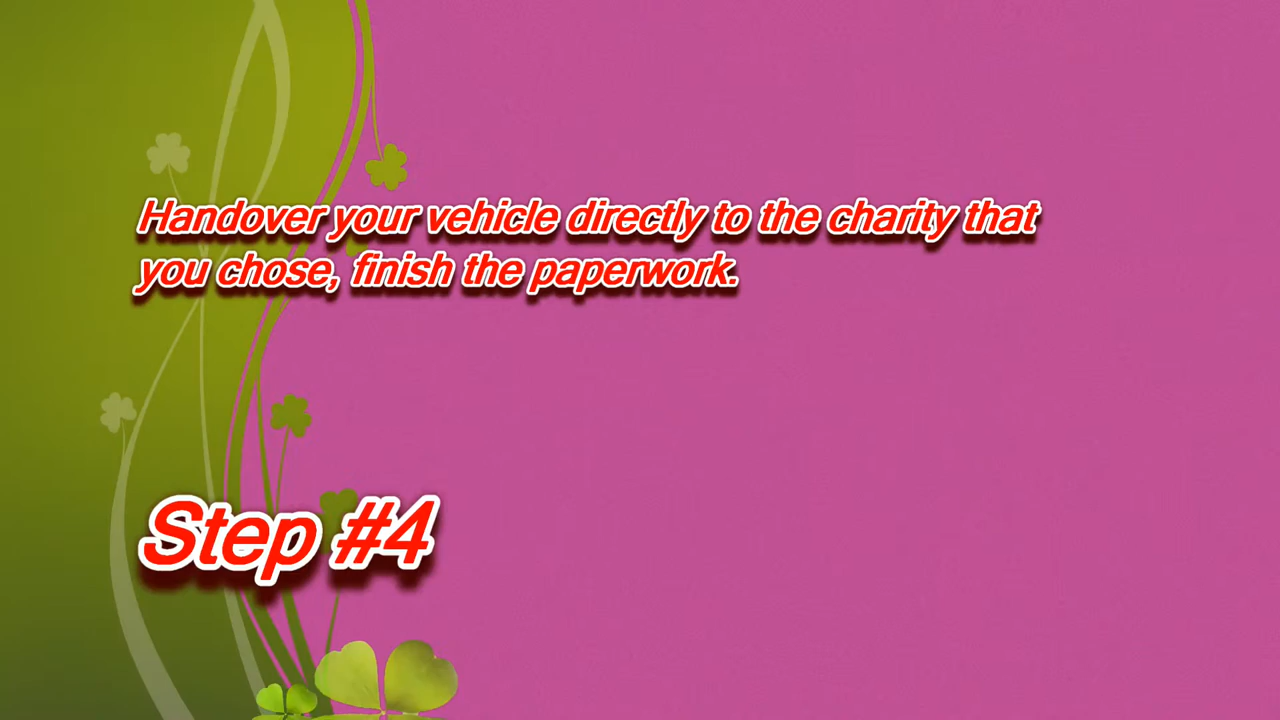 Handover your vehicle directly to the charity that
you chose, finish the paperwork.
Step #4